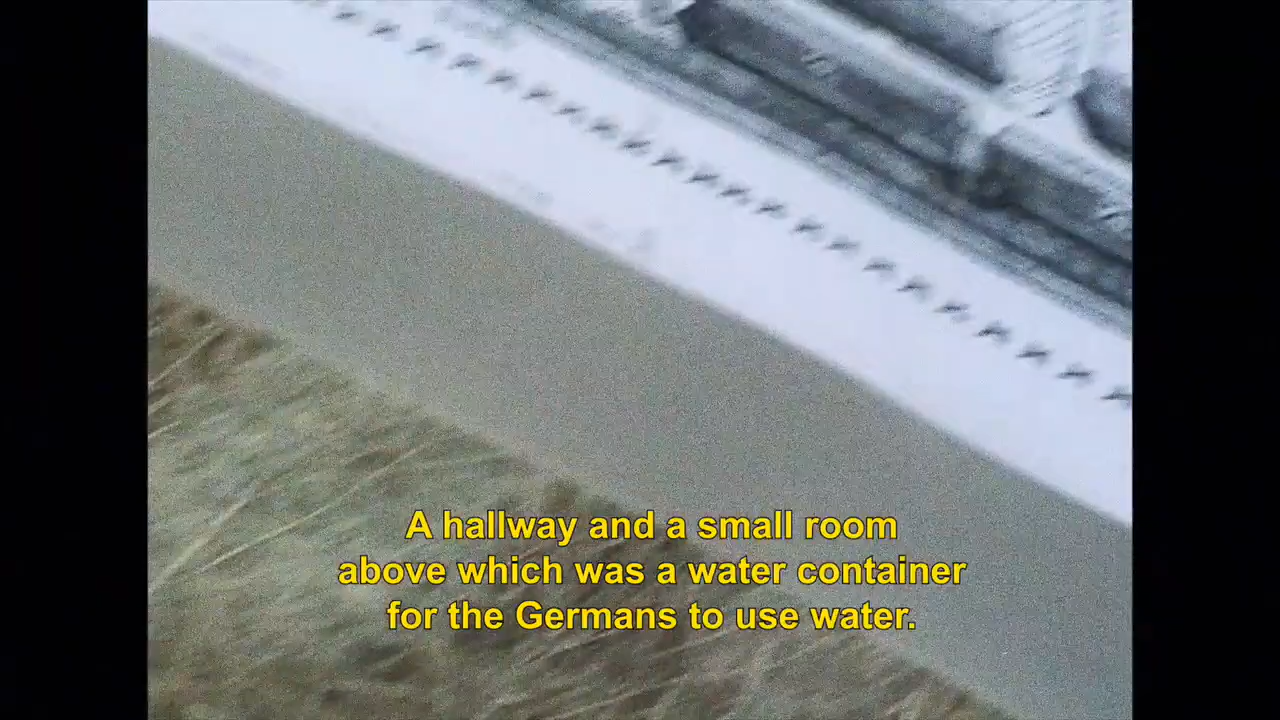 A hallway and a small room
above which was a water container
for the Germans to use water.